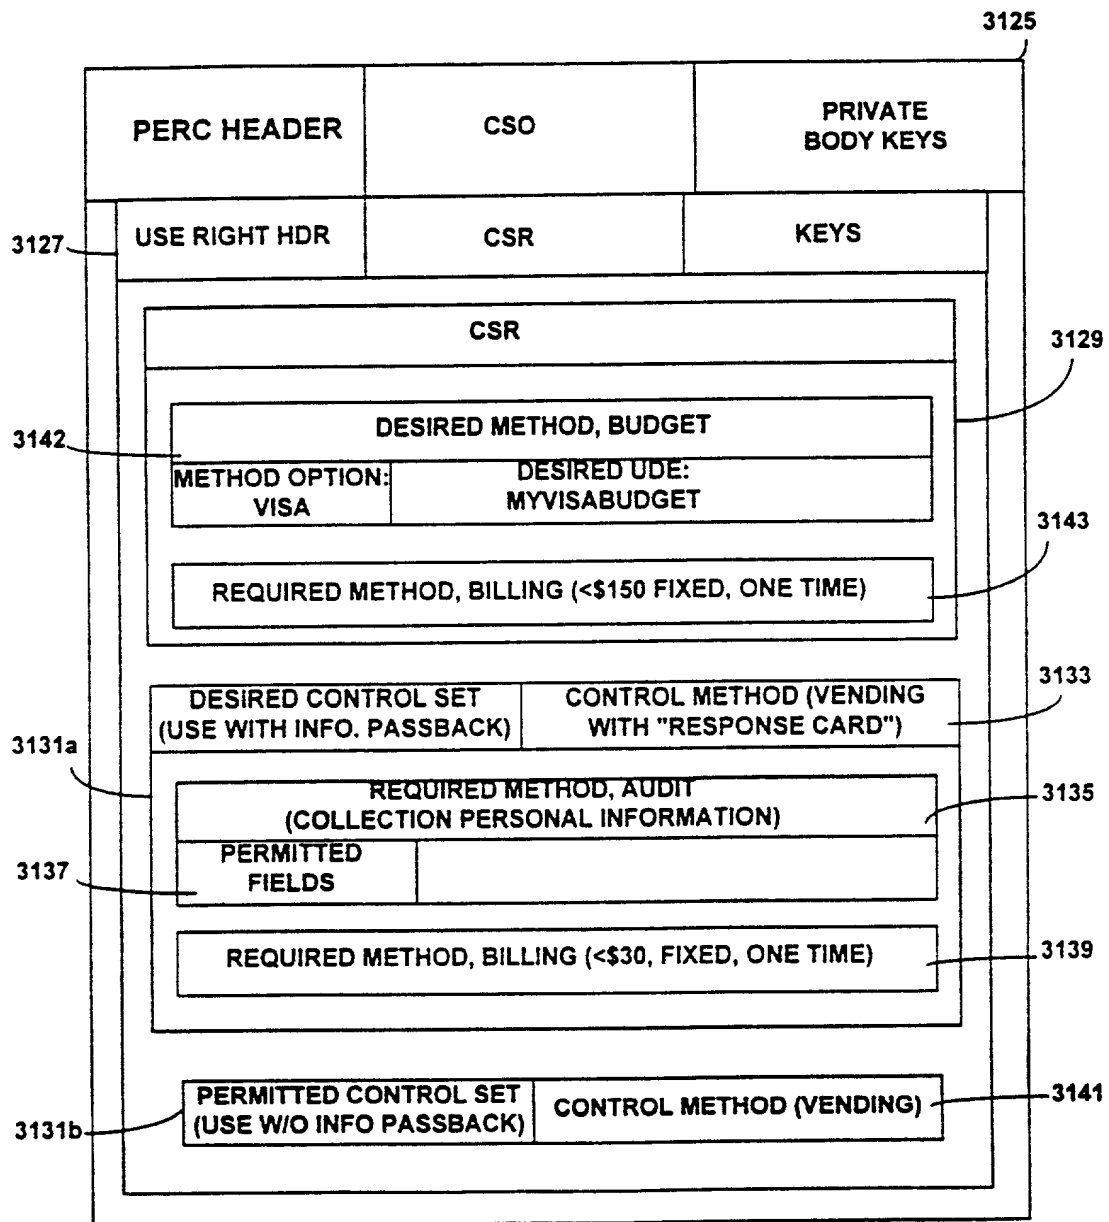 3125
PERC HEADER
CSO
PRIVATE
BODY KEYS
3127
USE RIGHT HDR
CSR
KEYS
CSR
3129
DESIRED METHOD, BUDGET
3142
METHOD OPTION:
VISA
DESIRED UDE:
MYVISABUDGET
3143
REQUIRED METHOD, BILLING (<$150 FIXED, ONE TIME)
3133
DESIRED CONTROL SET
(USE WITH INFO. PASSBACK)
CONTROL METHOD (VENDING
WITH "RESPONSE CARD")
3131a
REQUIRED METHOD, AUDIT
(COLLECTION PERSONAL INFORMATION)
3135
3137
PERMITTED
FIELDS
REQUIRED METHOD, BILLING (<$30, FIXED, ONE TIME)
3139
PERMITTED CONTROL SET
(USE W/O INFO PASSBACK)
CONTROL METHOD (VENDING)
3141
3131b